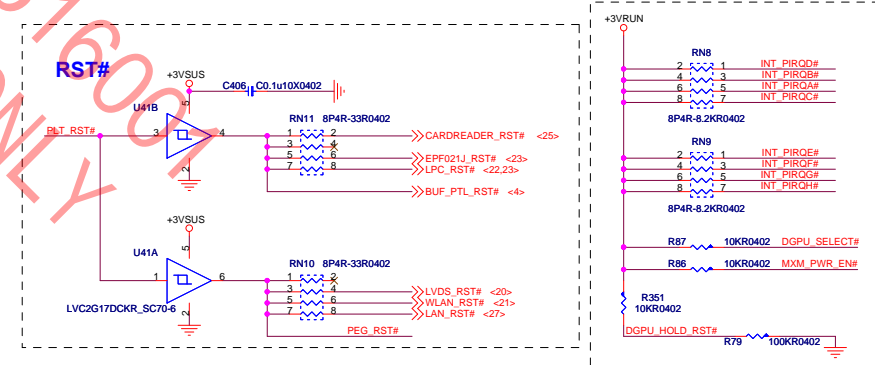 RST#
+3VSUS
C406 C0.1u10X0402
U41B
5
PLT_RST#
3
4
2
RN11 8P4R-33R0402
1 2 CARDREADER_RST# <25>
3 4
5 6 EPF021J_RST# <23>
7 8 LPC_RST# <22,23>
BUF_PTL_RST# <4>
+3VSUS
U41A
5
1
6
2
LVC2G17DCKR_SC70-6
RN10 8P4R-33R0402
1 2
3 4 LVDS_RST# <20>
5 6 WLAN_RST# <21>
7 8 LAN_RST# <27>
PEG_RST#
+3VRUN
RN8
2 1 INT_PIRQD#
4 3 INT_PIRQB#
6 5 INT_PIRQA#
8 7 INT_PIRQC#
8P4R-8.2KR0402
RN9
2 1 INT_PIRQE#
4 3 INT_PIRQF#
6 5 INT_PIRQG#
8 7 INT_PIRQH#
8P4R-8.2KR0402
R87 10KR0402 DGPU_SELECT#
R86 10KR0402 MXM_PWR_EN#
R351
10KR0402
DGPU_HOLD_RST#
R79 100KR0402